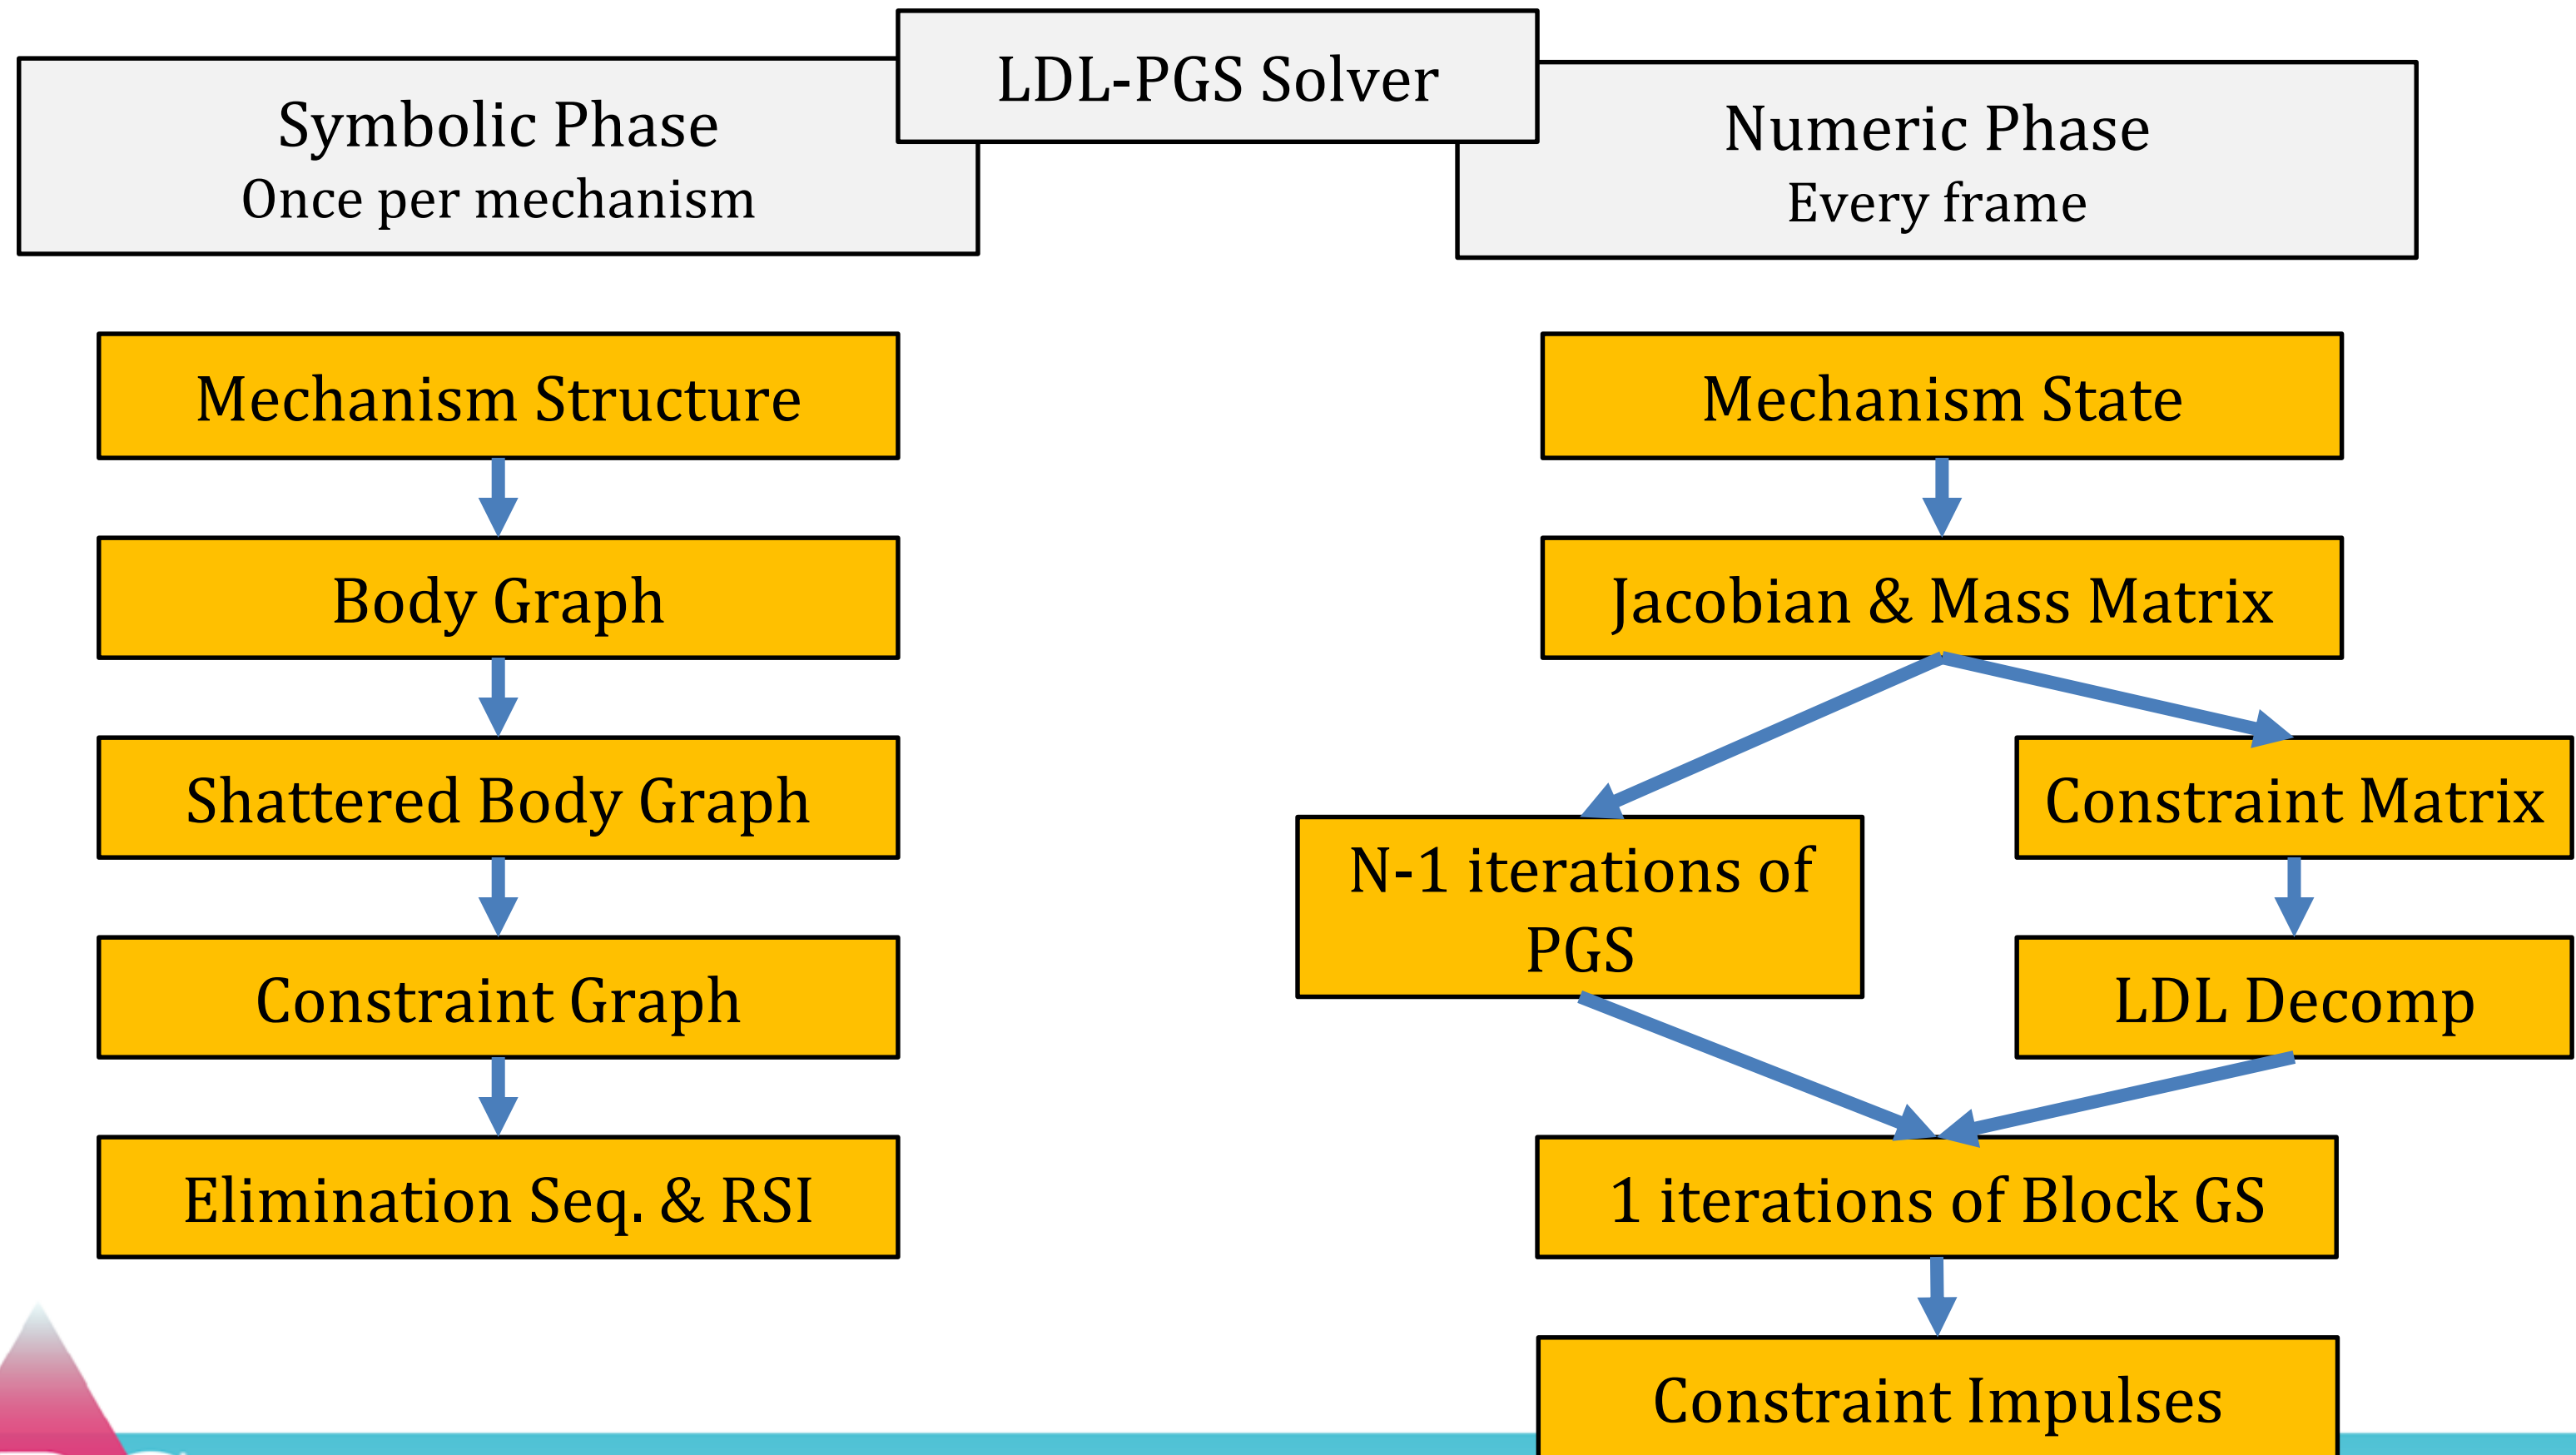 LDL-PGS Solver
Symbolic Phase
Once per mechanism
Numeric Phase
Every frame
Mechanism Structure
Body Graph
Shattered Body Graph
Constraint Graph
Elimination Seq. & RSI
Mechanism State
Jacobian & Mass Matrix
N-1 iterations of
PGS
Constraint Matrix
LDL Decomp
1 iterations of Block GS
Constraint Impulses